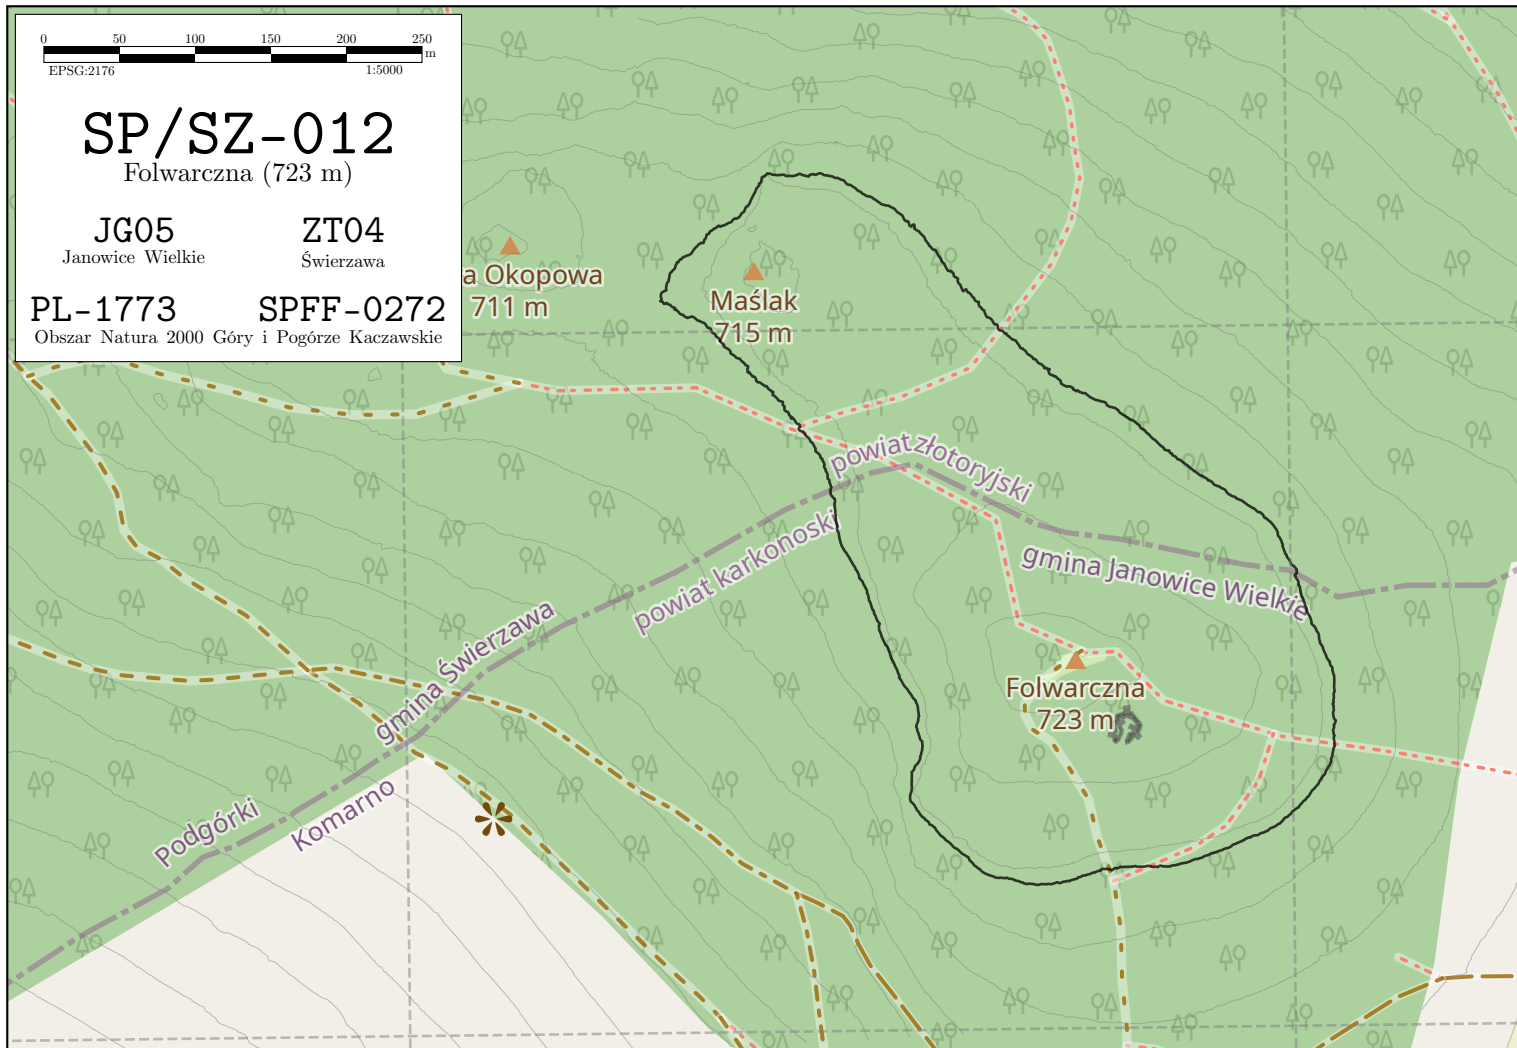 0 50 100 150 200 250
m
EPSG:2176 1:5000
SP/SZ-012
Folwarczna (723 m)
JG05 ZT04
Janowice Wielkie Świerzawa
PL-1773 SPFF-0272
Obszar Natura 2000 Góry i Pogórze Kaczawskie
Okopowa
711 m
Maślak
715 m
powiat złotoryjski
powiat karkonoski
gmina Janowice Wielkie
gmina Świerzawa
Folwarczna
723 m
Podgórki
Komarno